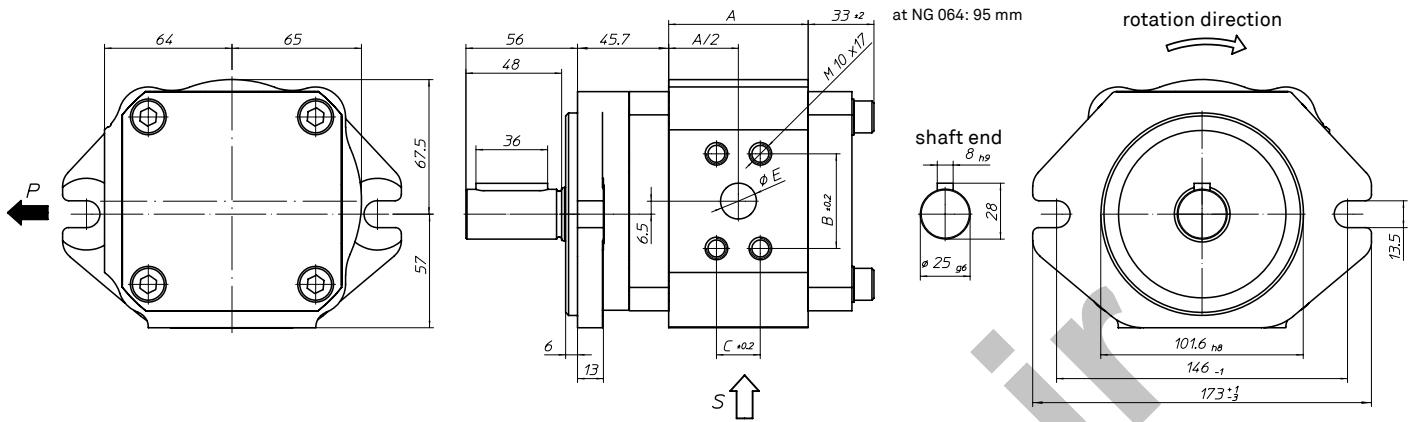 64
65
67.5
57
P
56
45.7
A
33 ±2
at NG 064: 95 mm
48
A/2
M 10 x17
36
ø E
6.5
B ±0.2
C ±0.2
6
13
S
shaft end
8 h9
28
ø 25 g6
rotation direction
13.5
101.6 h8
146 -1
173 +1 -3
ir